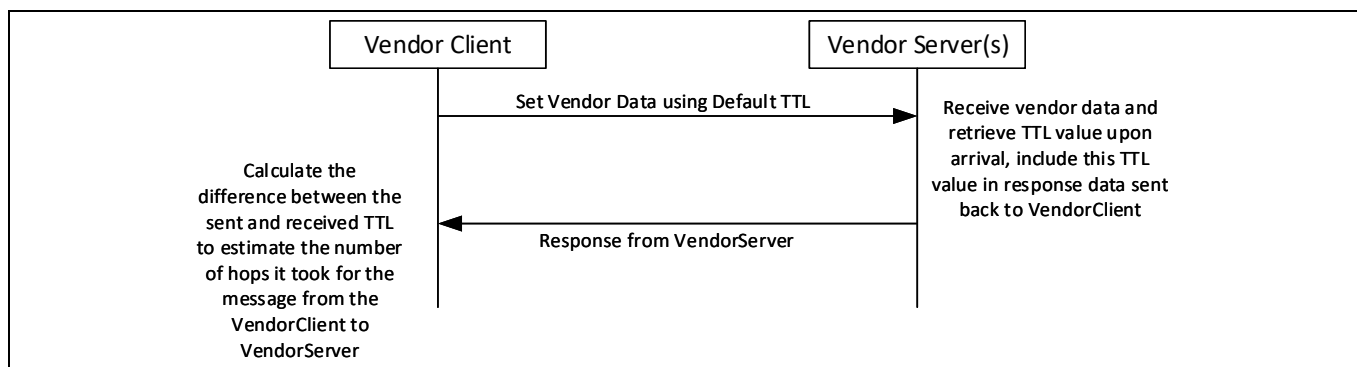 Vendor Client
Vendor Server(s)
Set Vendor Data using Default TTL
Receive vendor data and
retrieve TTL value upon
arrival, include this TTL
value in response data sent
back to VendorClient
Calculate the
difference between the
sent and received TTL
to estimate the number
of hops it took for the
message from the
VendorClient to
VendorServer
Response from VendorServer